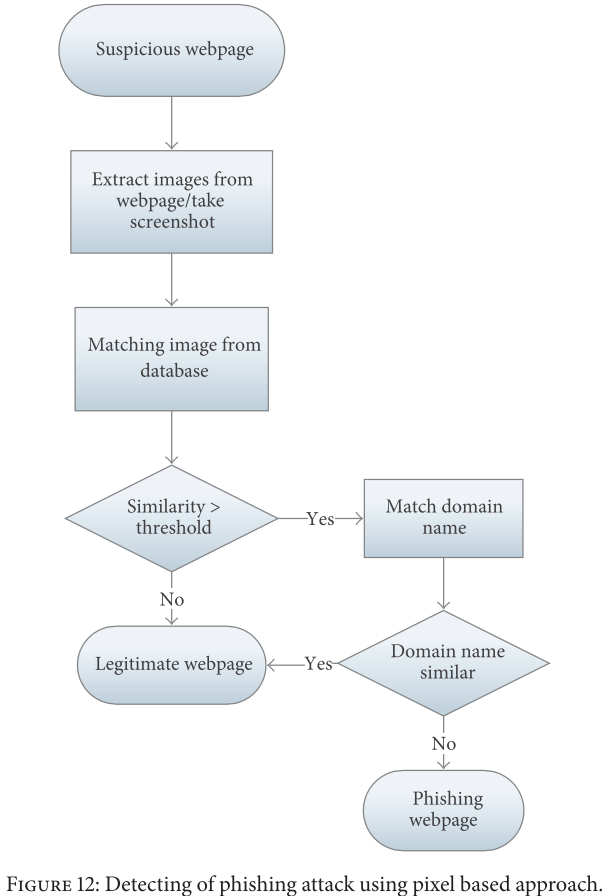 Suspicious webpage
Extract images from
webpage/take
screenshot
Matching image from
database
Similarity >
threshold
Yes
Match domain
name
No
Legitimate webpage
Yes
Domain name
similar
No
Phishing
webpage
FIGURE 12: Detecting of phishing attack using pixel based approach.